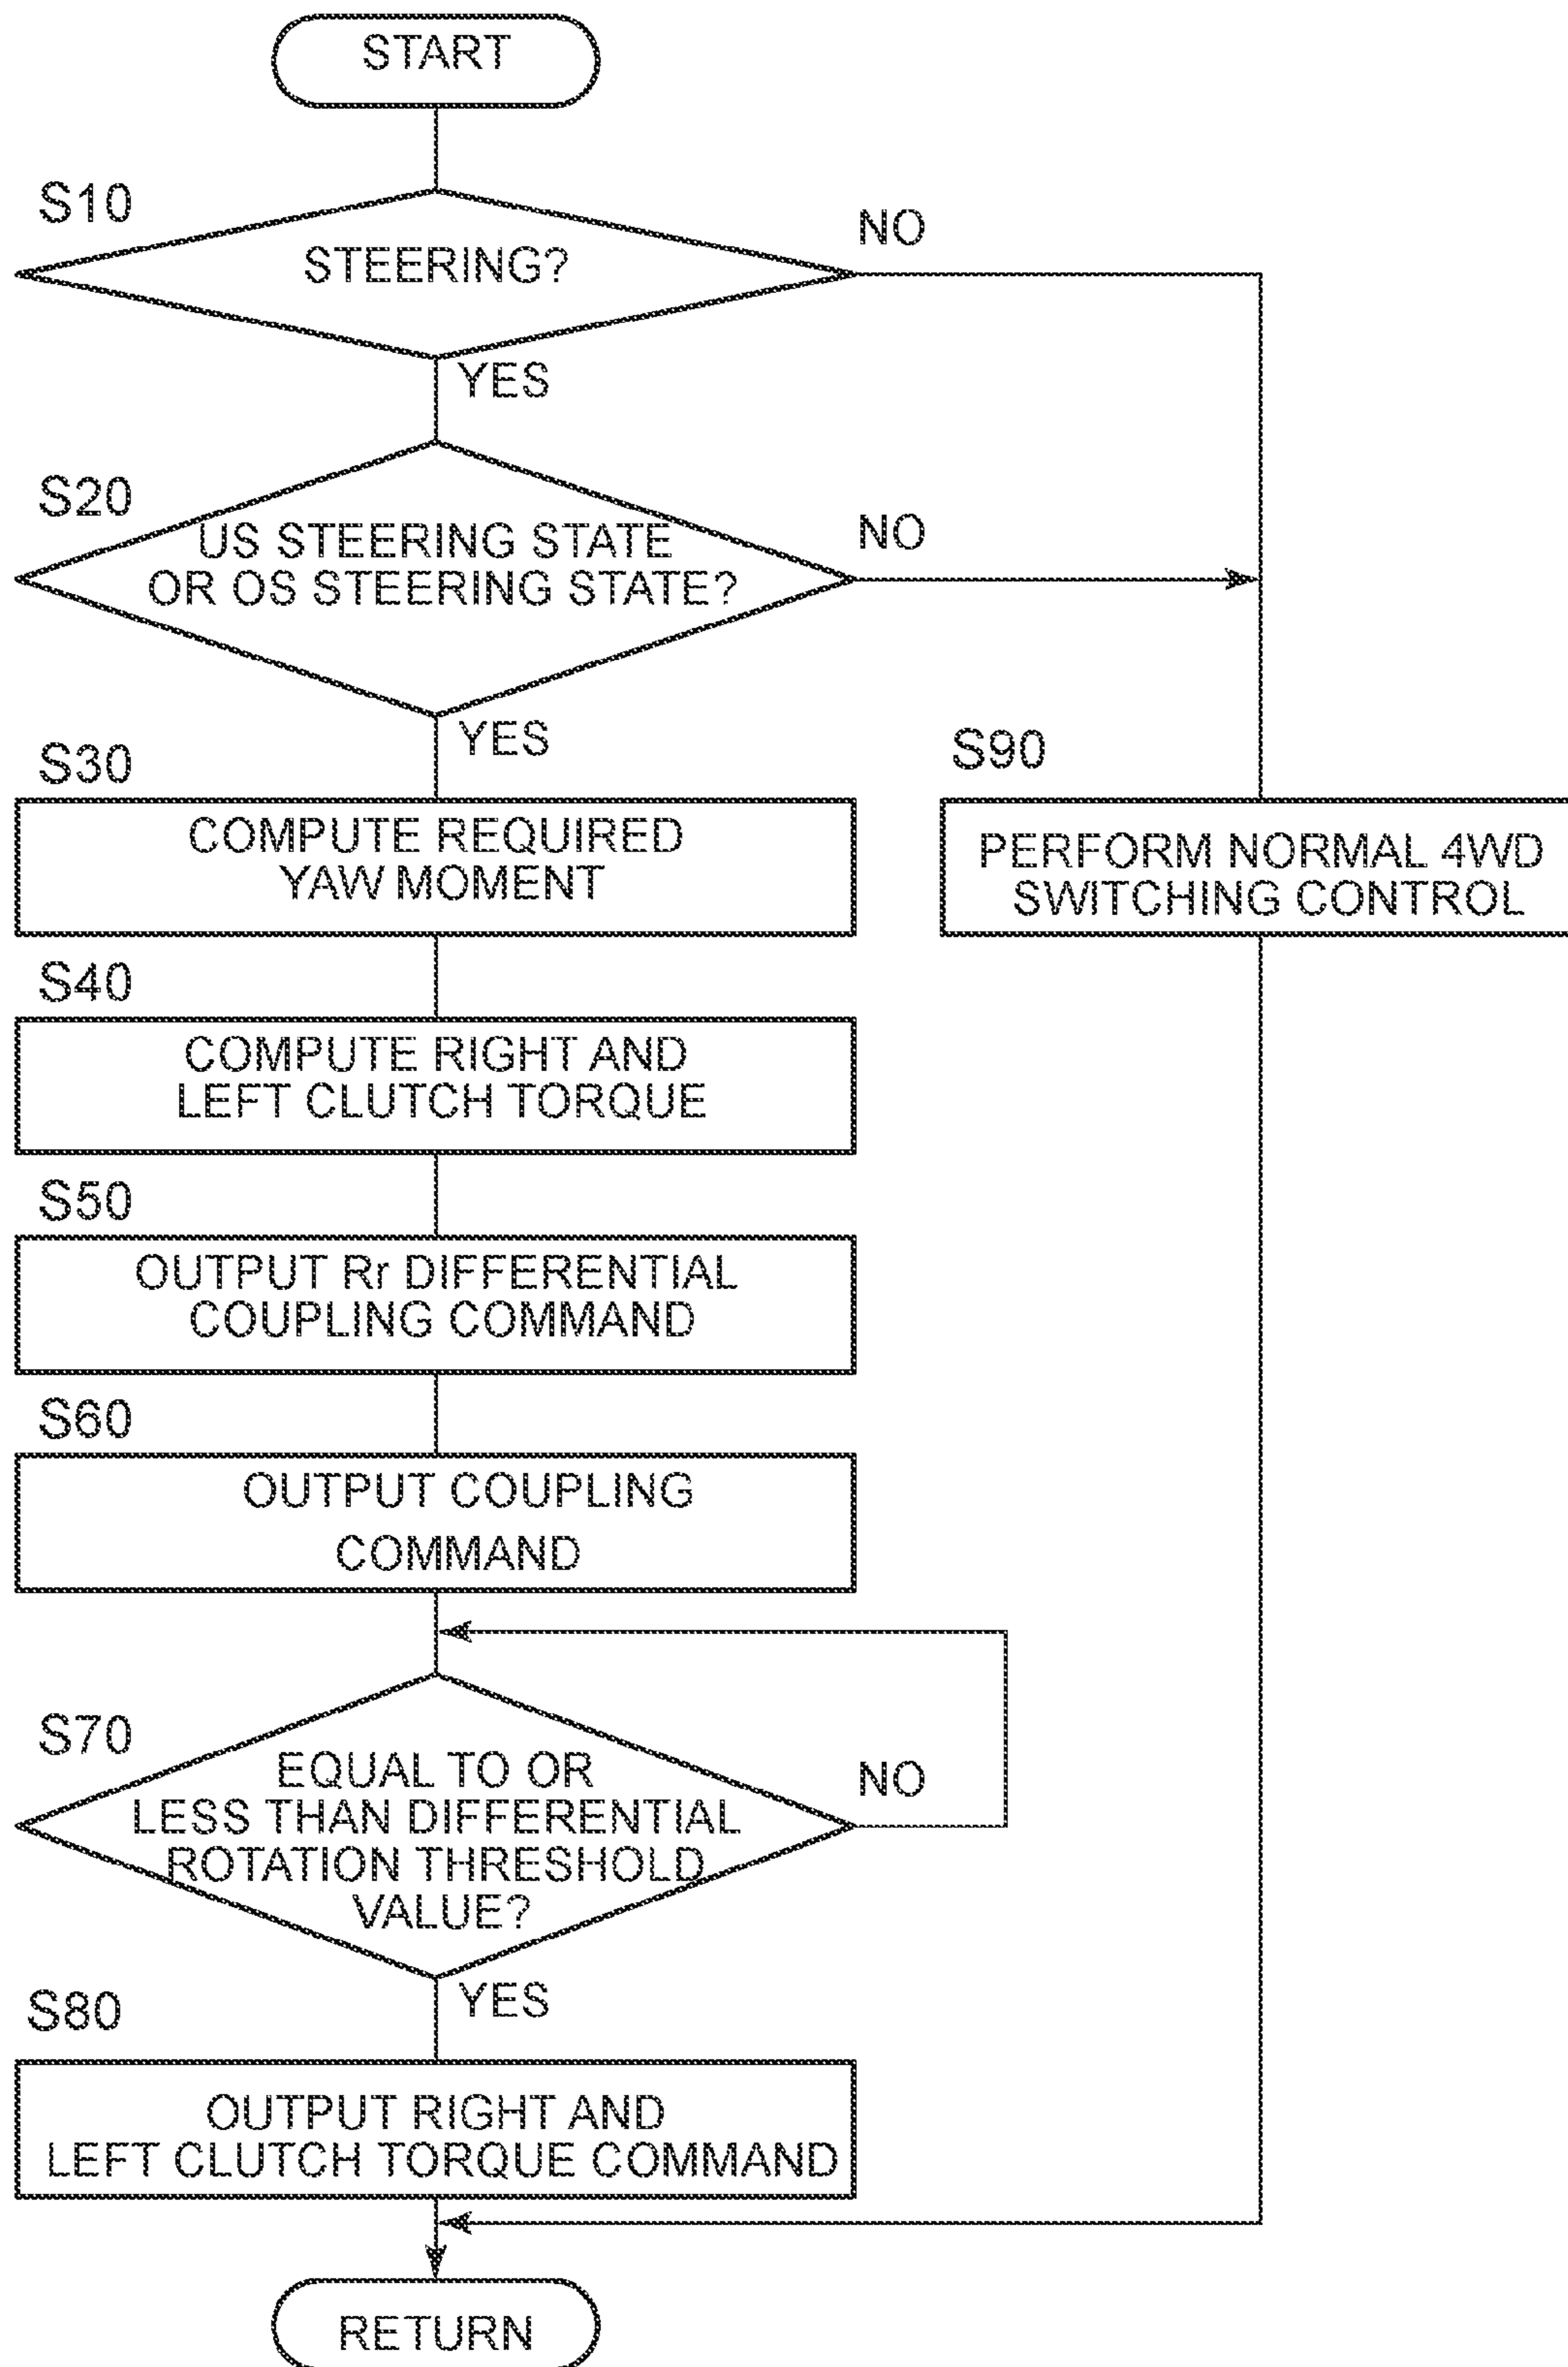 START
S10
STEERING?
NO
YES
S20
US STEERING STATE
OR OS STEERING STATE?
NO
YES
S30
COMPUTE REQUIRED
YAW MOMENT
S90
PERFORM NORMAL 4WD
SWITCHING CONTROL
S40
COMPUTE RIGHT AND
LEFT CLUTCH TORQUE
S50
OUTPUT Rr DIFFERENTIAL
COUPLING COMMAND
S60
OUTPUT COUPLING
COMMAND
S70
EQUAL TO OR
LESS THAN DIFFERENTIAL
ROTATION THRESHOLD
VALUE?
NO
YES
S80
OUTPUT RIGHT AND
LEFT CLUTCH TORQUE COMMAND
RETURN